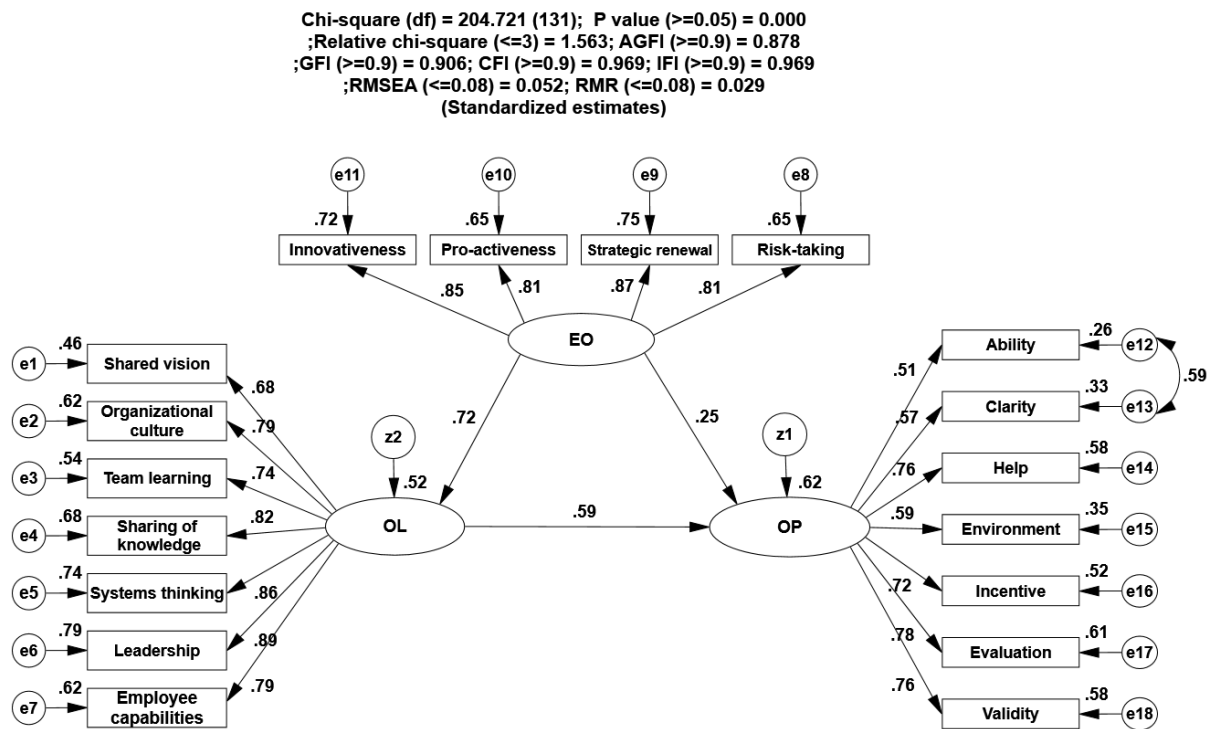 Chi-square (df) = 204.721 (131);  P value (>=0.05) = 0.000
;Relative chi-square (<=3) = 1.563; AGFI (>=0.9) = 0.878
;GFI (>=0.9) = 0.906; CFI (>=0.9) = 0.969; IFI (>=0.9) = 0.969
;RMSEA (<=0.08) = 0.052; RMR (<=0.08) = 0.029
(Standardized estimates)
e11 e10 e9 e8
.72 .65 .75 .65
Innovativeness Pro-activeness Strategic renewal Risk-taking
.85 .81 .87 .81
EO
.46
e1 Shared vision
.68
.62
e2 Organizational
culture
.79
.54
e3 Team learning
.74
.68
e4 Sharing of
knowledge
.82
.74
e5 Systems thinking
.86
.79
e6 Leadership
.89
.62
e7 Employee
capabilities
.79
.72
.25
z2
.52
OL
.59
z1
.62
OP
.51
Ability
.26
e12
.59
.57
Clarity
.33
e13
.76
Help
.58
e14
.59
Environment
.35
e15
.72
Incentive
.52
e16
.78
Evaluation
.61
e17
.76
Validity
.58
e18